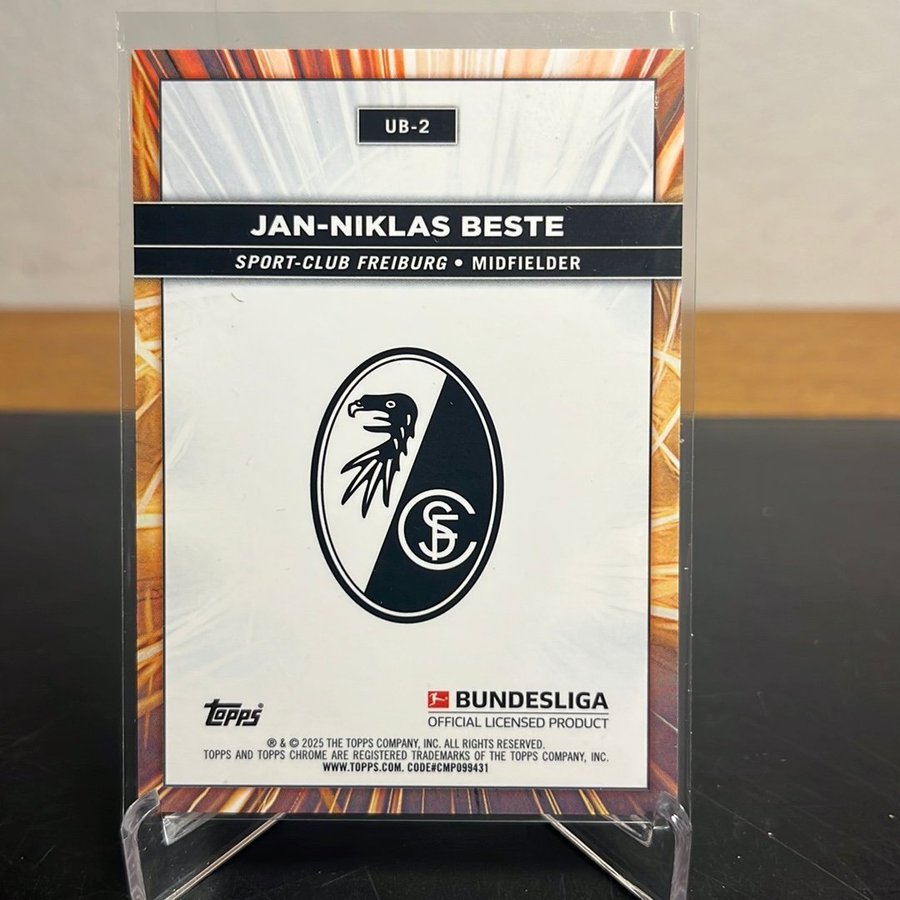 UB-2
JAN-NIKLAS BESTE
SPORT-CLUB FREIBURG • MIDFIELDER
SFC
topps®
BUNDESLIGA
OFFICIAL LICENSED PRODUCT
® & © 2025 THE TOPPS COMPANY, INC. ALL RIGHTS RESERVED.
TOPPS AND TOPPS CHROME ARE REGISTERED TRADEMARKS OF THE TOPPS COMPANY, INC.
WWW.TOPPS.COM. CODE#CMP099431